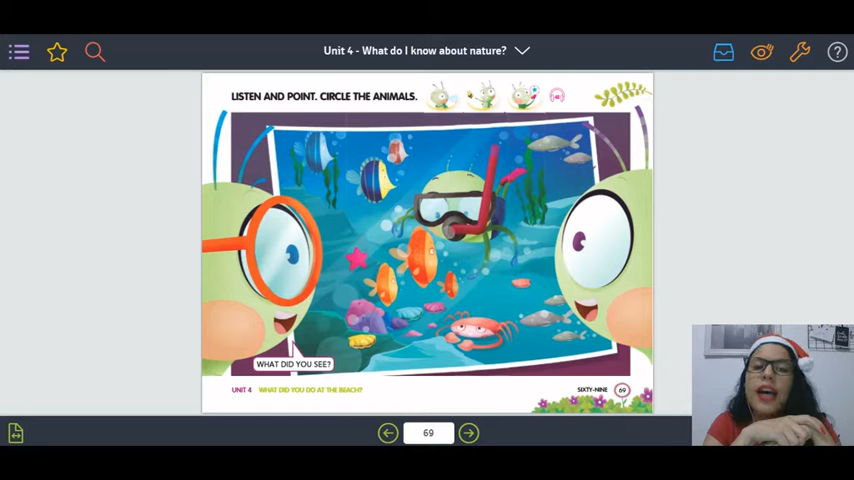 Unit 4 - What do I know about nature?
LISTEN AND POINT. CIRCLE THE ANIMALS.
WHAT DID YOU SEE?
UNIT 4 WHAT DID YOU DO AT THE BEACH?
SIXTY-NINE 69
69